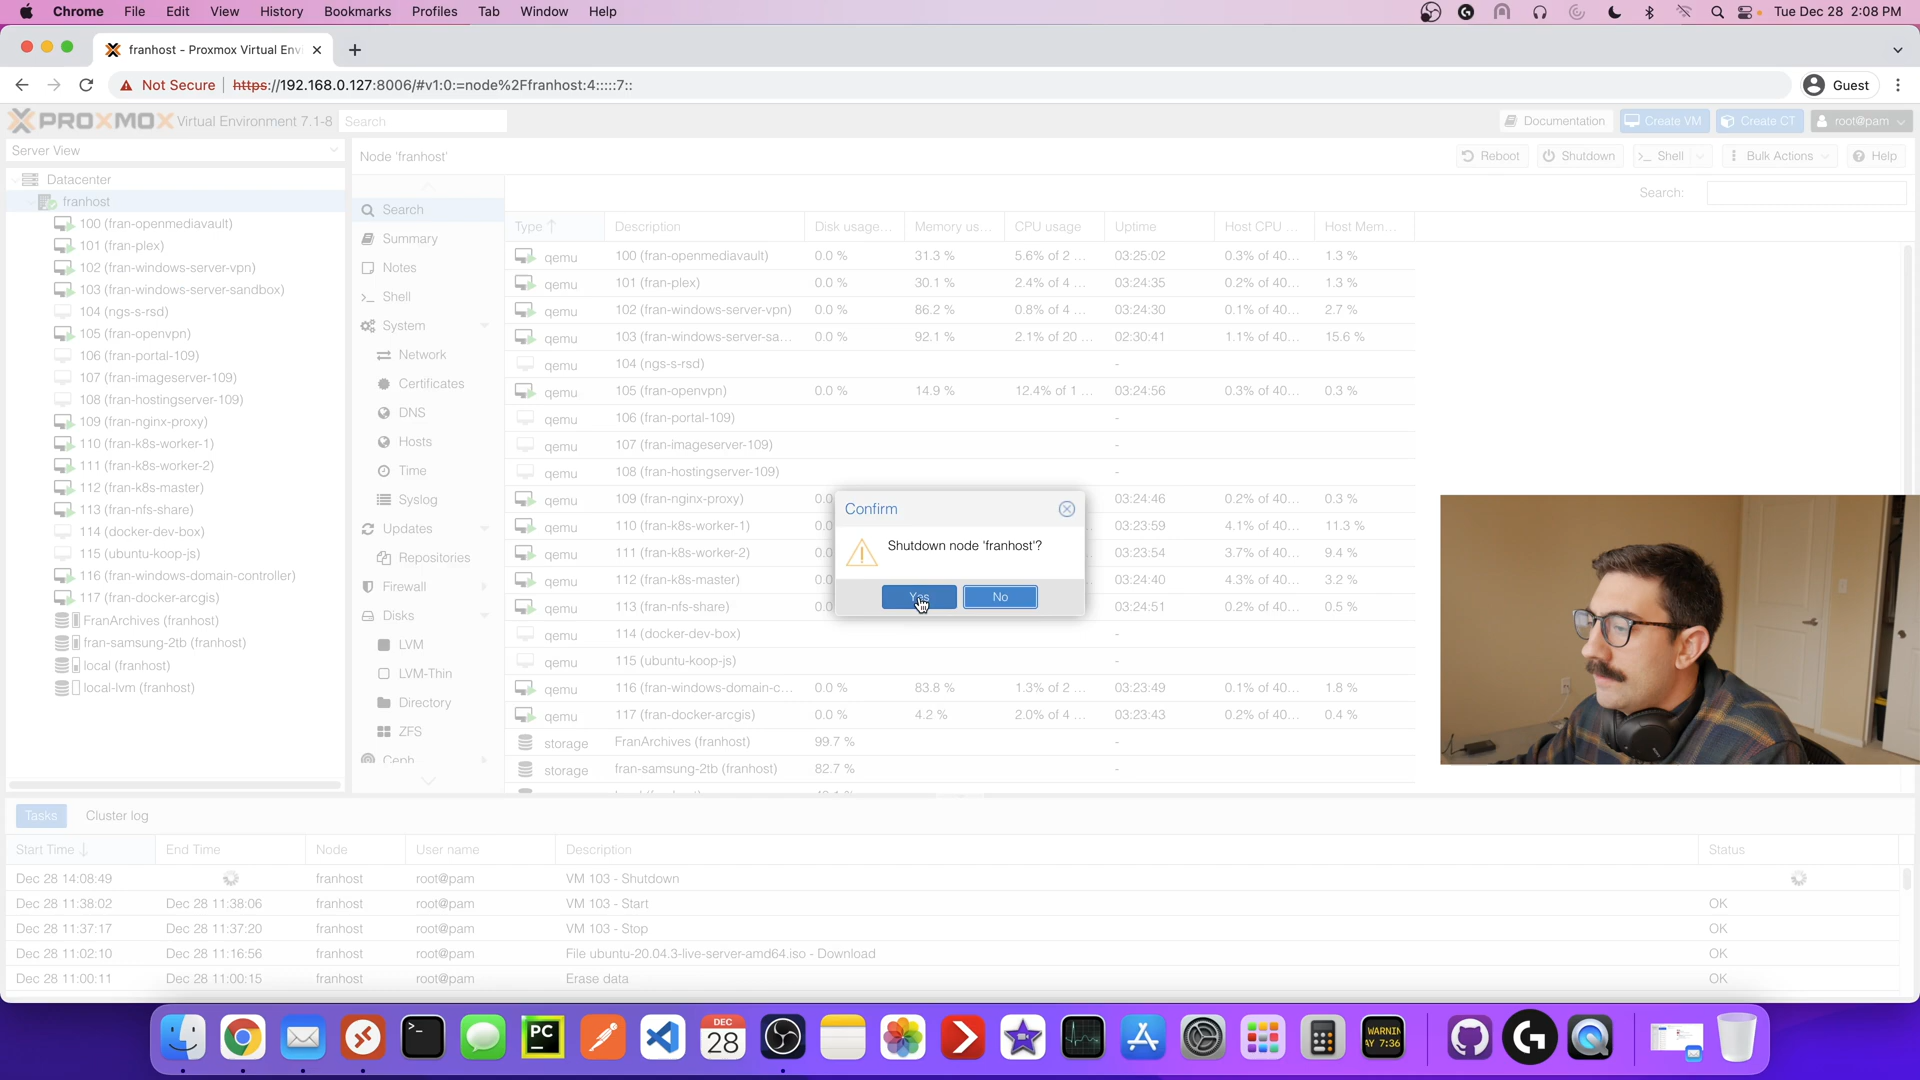 Chrome File Edit View History Bookmarks Profiles Tab Window Help Tue Dec 28 2:08 PM
franhost - Proxmox Virtual Envi
Not Secure https://192.168.0.127:8006/#v1:0:=node%2Ffranhost:4:::::7:: Guest
PROXMOX Virtual Environment 7.1-8 Search Documentation Create VM Create CT root@pam
Server View
Node 'franhost' Reboot Shutdown >_ Shell Bulk Actions Help
Datacenter
franhost
100 (fran-openmediavault)
101 (fran-plex)
102 (fran-windows-server-vpn)
103 (fran-windows-server-sandbox)
104 (ngs-s-rsd)
105 (fran-openvpn)
106 (fran-portal-109)
107 (fran-imageserver-109)
108 (fran-hostingserver-109)
109 (fran-nginx-proxy)
110 (fran-k8s-worker-1)
111 (fran-k8s-worker-2)
112 (fran-k8s-master)
113 (fran-nfs-share)
114 (docker-dev-box)
115 (ubuntu-koop-js)
116 (fran-windows-domain-controller)
117 (fran-docker-arcgis)
FranArchives (franhost)
fran-samsung-2tb (franhost)
local (franhost)
local-lvm (franhost)
Search
Summary
Notes
>_ Shell
System
Network
Certificates
DNS
Hosts
Time
Syslog
Updates
Repositories
Firewall
Disks
LVM
LVM-Thin
Directory
ZFS
Ceph
Search:
Type Description Disk usage... Memory us... CPU usage Uptime Host CPU ... Host Mem...
qemu 100 (fran-openmediavault) 0.0 % 31.3 % 5.6% of 2 ... 03:25:02 0.3% of 40... 1.3 %
qemu 101 (fran-plex) 0.0 % 30.1 % 2.4% of 4 ... 03:24:35 0.2% of 40... 1.3 %
qemu 102 (fran-windows-server-vpn) 0.0 % 86.2 % 0.8% of 4 ... 03:24:30 0.1% of 40... 2.7 %
qemu 103 (fran-windows-server-sa... 0.0 % 92.1 % 2.1% of 20 ... 02:30:41 1.1% of 40... 15.6 %
qemu 104 (ngs-s-rsd) -
qemu 105 (fran-openvpn) 0.0 % 14.9 % 12.4% of 1 ... 03:24:56 0.3% of 40... 0.3 %
qemu 106 (fran-portal-109) -
qemu 107 (fran-imageserver-109) -
qemu 108 (fran-hostingserver-109) -
qemu 109 (fran-nginx-proxy) 0.0 03:24:46 0.2% of 40... 0.3 %
qemu 110 (fran-k8s-worker-1) 0.0 03:23:59 4.1% of 40... 11.3 %
qemu 111 (fran-k8s-worker-2) 0.0 03:23:54 3.7% of 40... 9.4 %
qemu 112 (fran-k8s-master) 0.0 03:24:40 4.3% of 40... 3.2 %
qemu 113 (fran-nfs-share) 0.0 03:24:51 0.2% of 40... 0.5 %
qemu 114 (docker-dev-box) -
qemu 115 (ubuntu-koop-js) -
qemu 116 (fran-windows-domain-c... 0.0 % 83.8 % 1.3% of 2 ... 03:23:49 0.1% of 40... 1.8 %
qemu 117 (fran-docker-arcgis) 0.0 % 4.2 % 2.0% of 4 ... 03:23:43 0.2% of 40... 0.4 %
storage FranArchives (franhost) 99.7 % -
storage fran-samsung-2tb (franhost) 82.7 % -
Confirm
Shutdown node 'franhost'?
Yes No
Tasks Cluster log
Start Time End Time Node User name Description Status
Dec 28 14:08:49 franhost root@pam VM 103 - Shutdown
Dec 28 11:38:02 Dec 28 11:38:06 franhost root@pam VM 103 - Start OK
Dec 28 11:37:17 Dec 28 11:37:20 franhost root@pam VM 103 - Stop OK
Dec 28 11:02:10 Dec 28 11:16:56 franhost root@pam File ubuntu-20.04.3-live-server-amd64.iso - Download OK
Dec 28 11:00:11 Dec 28 11:00:15 franhost root@pam Erase data OK
>_
PC
DEC
28
WARNIN
AY 7:36